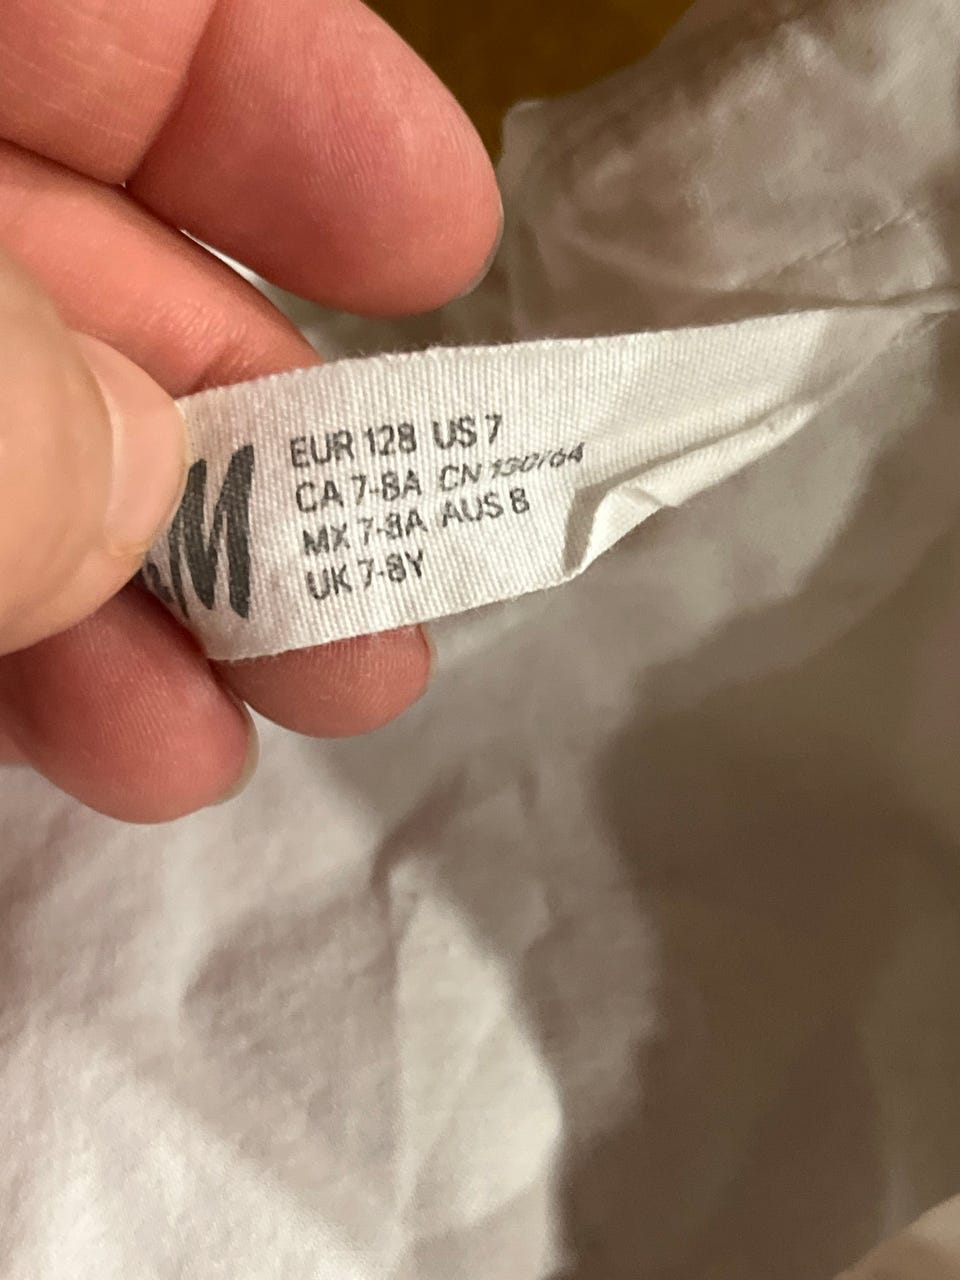 &M
EUR 128 US 7
CA 7-8A CN 130/64
MX 7-8A AUS 8
UK 7-8Y